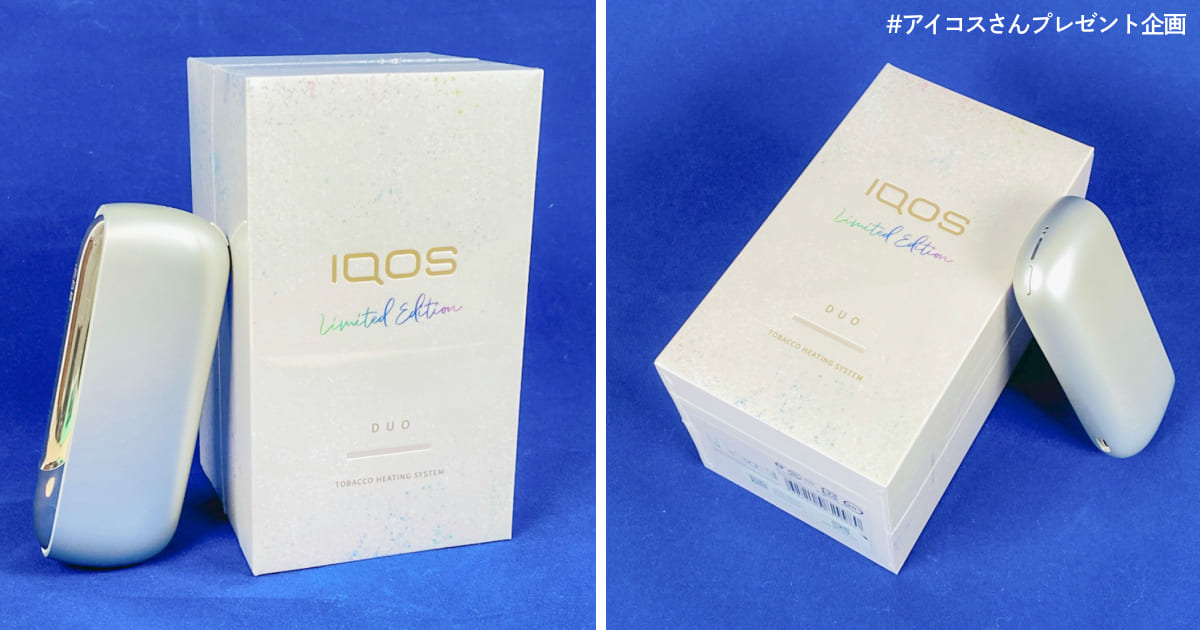 IQOS
Limited Edition
DUO
TOBACCO HEATING SYSTEM
#アイコスさんプレゼント企画
IQOS
Limited Edition
DUO
TOBACCO HEATING SYSTEM